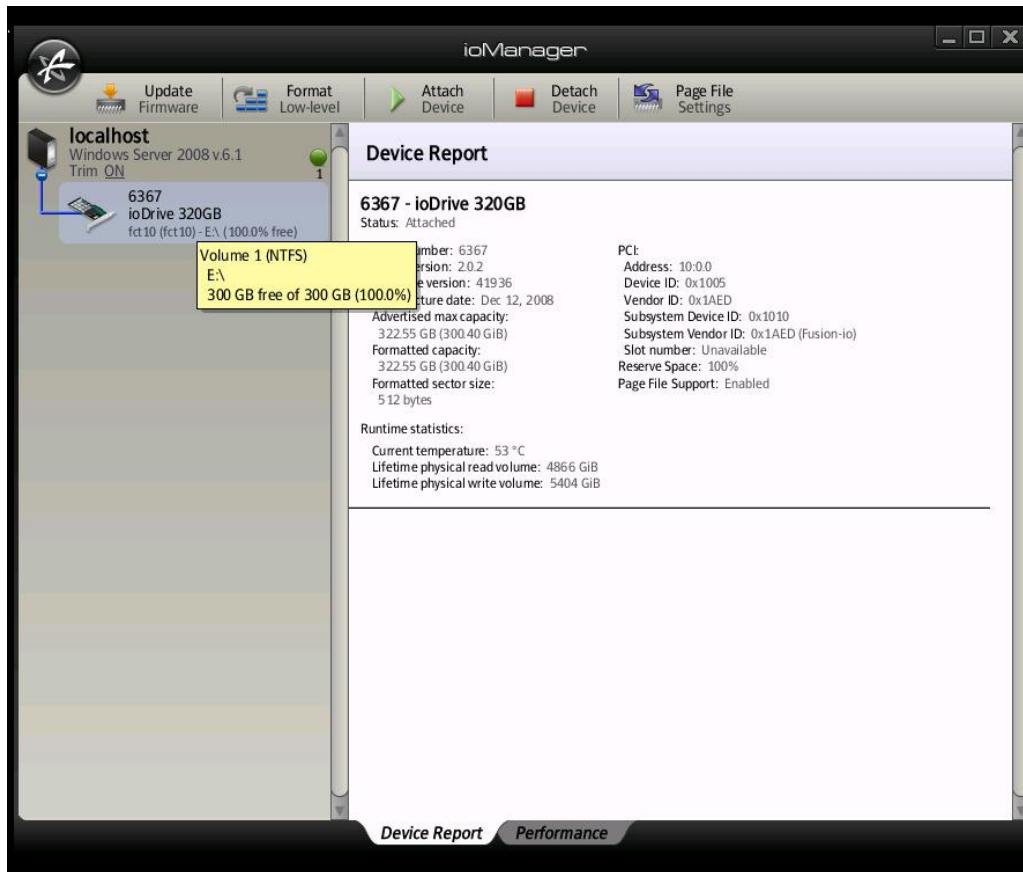 ioManager
Update Firmware
Format Low-level
Attach Device
Detach Device
Page File Settings
localhost
Windows Server 2008 v.6.1
Trim ON
1
6367
ioDrive 320GB
fct10 (fct10) - E:\ (100.0% free)
Volume 1 (NTFS)
E:\
300 GB free of 300 GB (100.0%)
Device Report
6367 - ioDrive 320GB
Status: Attached
6367
2.0.2
version: 41936
date: Dec 12, 2008
Advertised max capacity:
322.55 GB (300.40 GiB)
Formatted capacity:
322.55 GB (300.40 GiB)
Formatted sector size:
512 bytes
PCI:
Address: 10:0.0
Device ID: 0x1005
Vendor ID: 0x1AED
Subsystem Device ID: 0x1010
Subsystem Vendor ID: 0x1AED (Fusion-io)
Slot number: Unavailable
Reserve Space: 100%
Page File Support: Enabled
Runtime statistics:
Current temperature: 53 °C
Lifetime physical read volume: 4866 GiB
Lifetime physical write volume: 5404 GiB
Device Report
Performance